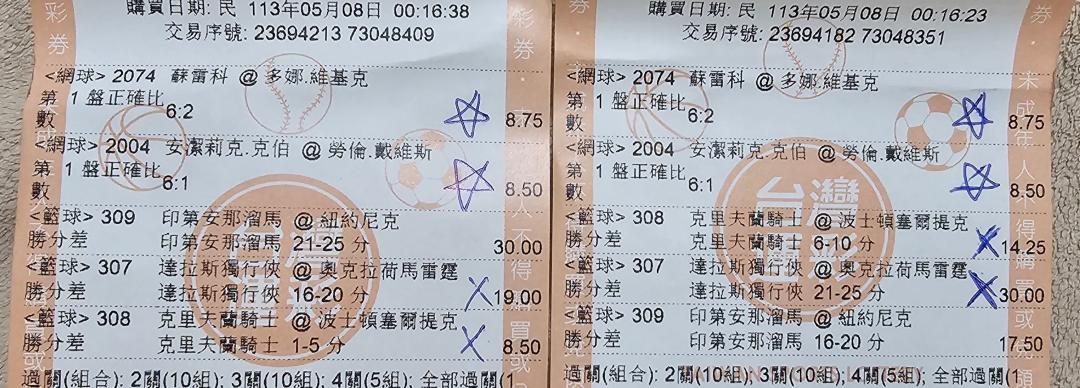 購買日期: 民 113年05月08日 00:16:38
交易序號: 23694213 73048409
<網球> 2074 蘇雷科 @ 多娜.維基克
第 1 盤正確比數
6:2
8.75
<網球> 2004 安潔莉克.克伯 @ 勞倫.戴維斯
第 1 盤正確比數
6:1
8.50
<籃球> 309 印第安那溜馬 @ 紐約尼克
勝分差 印第安那溜馬 21-25 分 30.00
<籃球> 307 達拉斯獨行俠 @ 奧克拉荷馬雷霆
勝分差 達拉斯獨行俠 16-20 分 19.00
<籃球> 308 克里夫蘭騎士 @ 波士頓塞爾提克
勝分差 克里夫蘭騎士 1-5 分 8.50
過關(組合): 2關(10組); 3關(10組); 4關(5組); 全部過關(1
購買日期: 民 113年05月08日 00:16:23
交易序號: 23694182 73048351
<網球> 2074 蘇雷科 @ 多娜.維基克
第 1 盤正確比數
6:2
8.75
<網球> 2004 安潔莉克.克伯 @ 勞倫.戴維斯
第 1 盤正確比數
6:1
8.50
<籃球> 308 克里夫蘭騎士 @ 波士頓塞爾提克
勝分差 克里夫蘭騎士 6-10 分 14.25
<籃球> 307 達拉斯獨行俠 @ 奧克拉荷馬雷霆
勝分差 達拉斯獨行俠 21-25 分 30.00
<籃球> 309 印第安那溜馬 @ 紐約尼克
勝分差 印第安那溜馬 16-20 分 17.50
過關(組合): 2關(10組); 3關(10組); 4關(5組); 全部過關(1
台灣
彩券
未成年人不得購買或